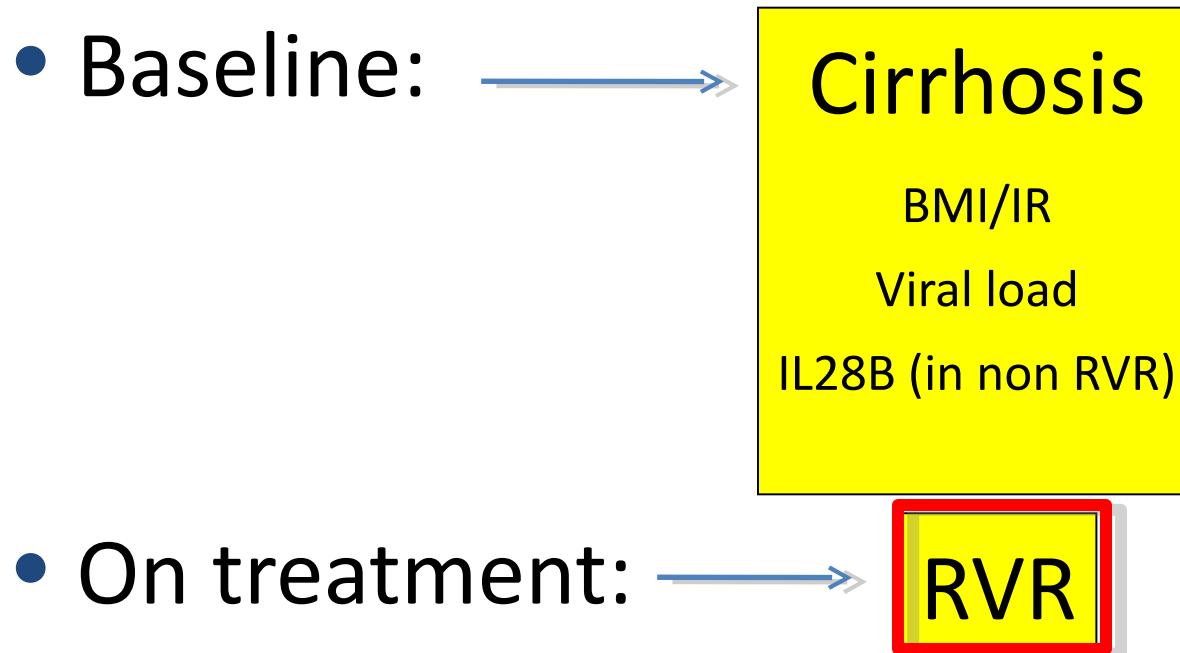 • Baseline:
Cirrhosis
BMI/IR
Viral load
IL28B (in non RVR)
• On treatment:
RVR